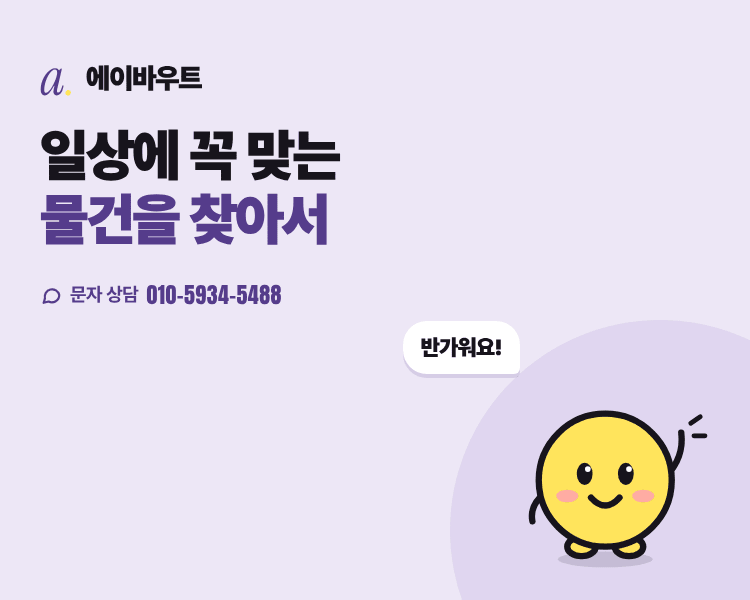 a. 에이바우트
일상에 꼭 맞는
물건을 찾아서
문자 상담 010-5934-5488
반가워요!